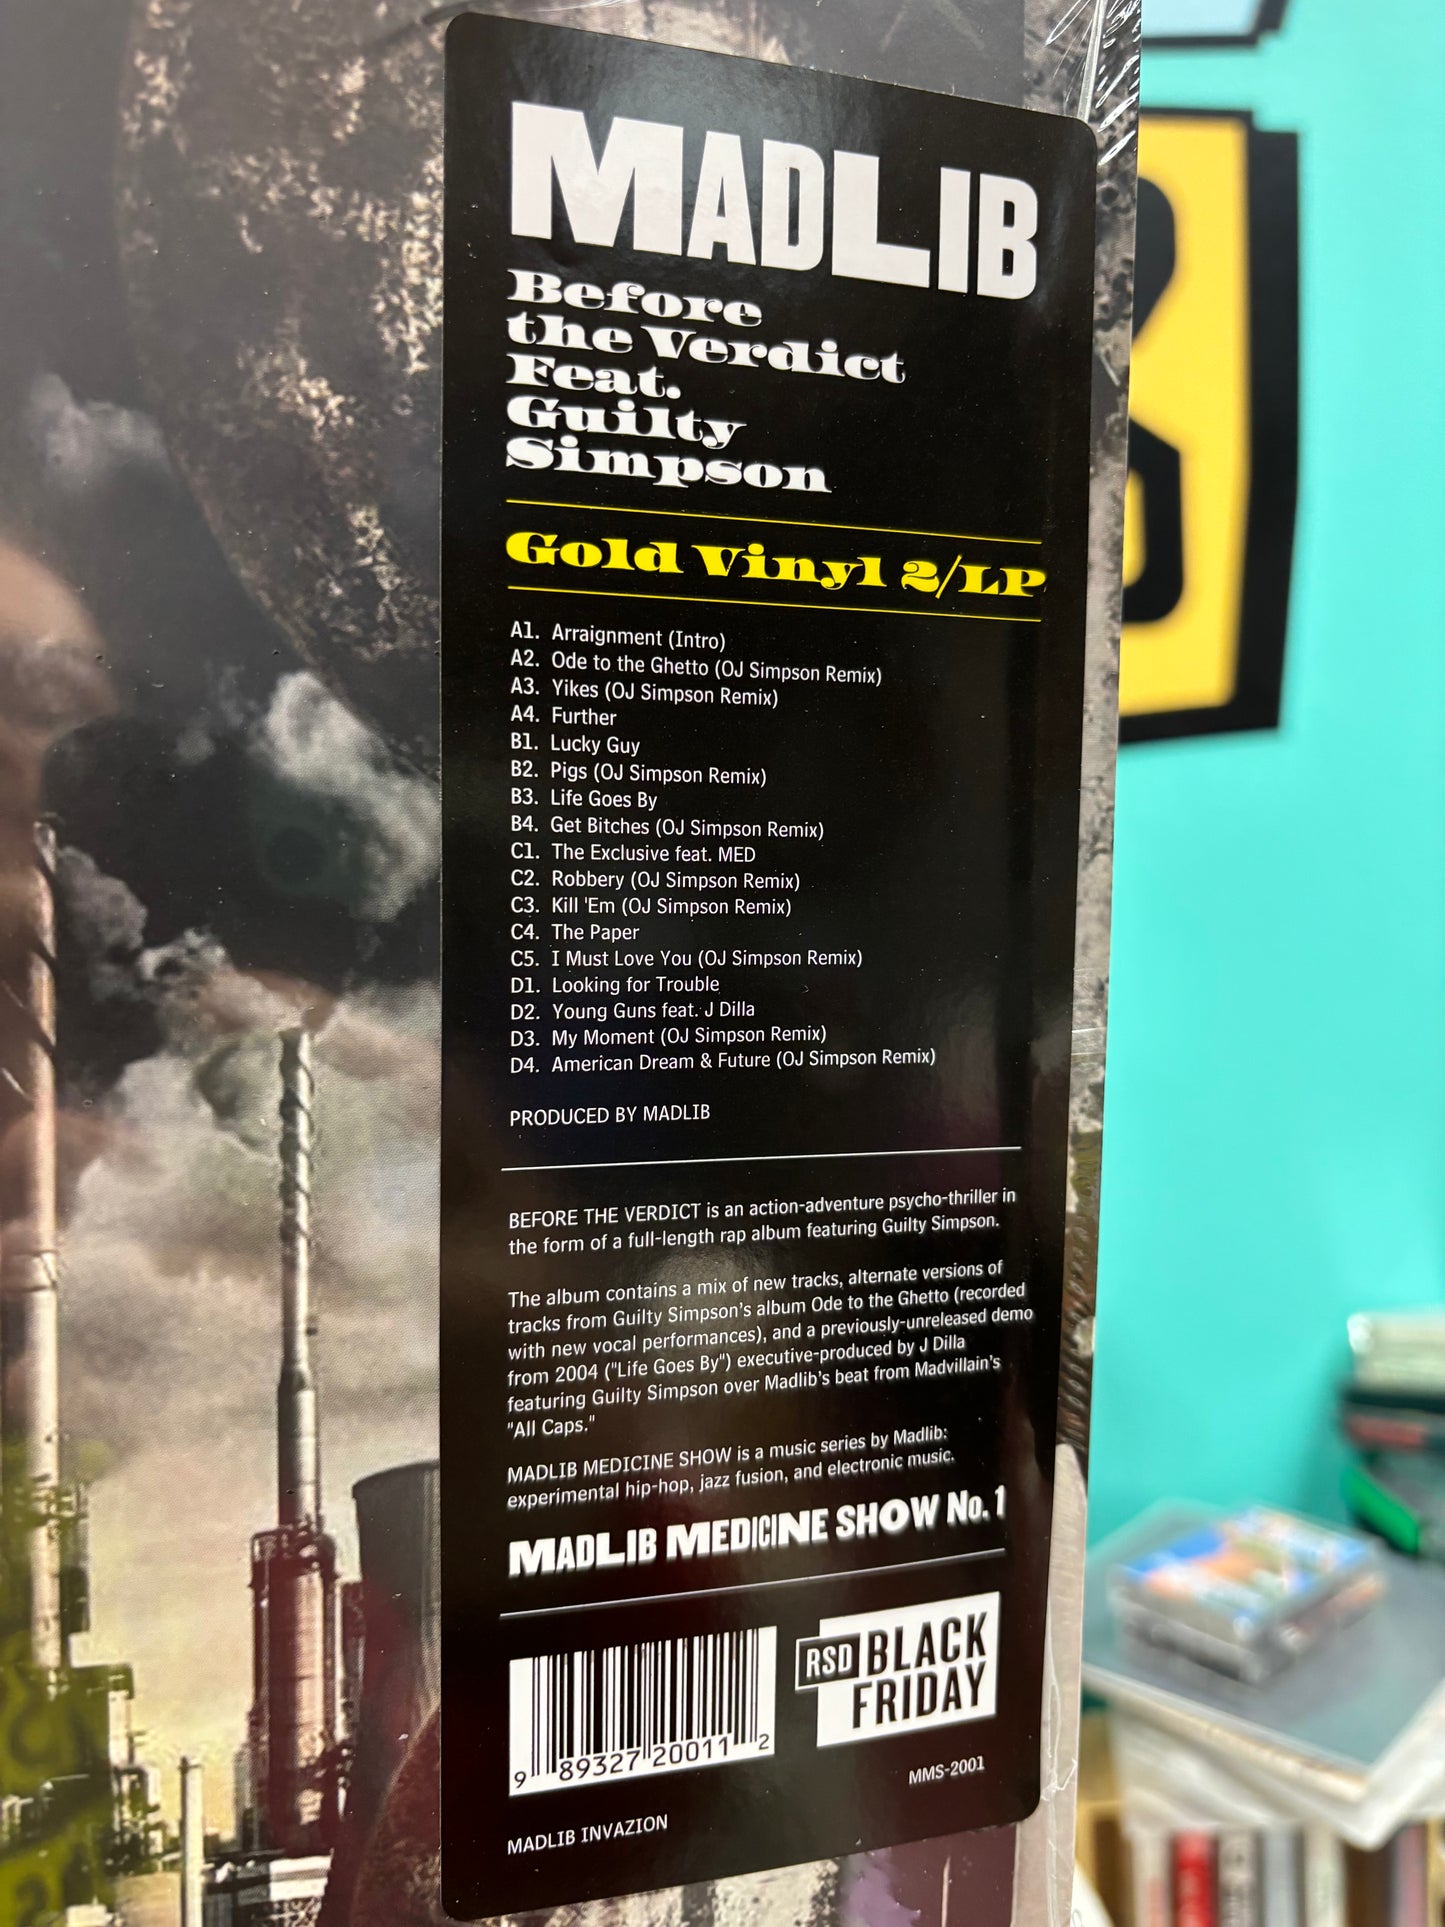 MADLIB
Before
the Verdict
Feat.
Guilty
Simpson
Gold Vinyl 2/LP
A1. Arraignment (Intro)
A2. Ode to the Ghetto (OJ Simpson Remix)
A3. Yikes (OJ Simpson Remix)
A4. Further
B1. Lucky Guy
B2. Pigs (OJ Simpson Remix)
B3. Life Goes By
B4. Get Bitches (OJ Simpson Remix)
C1. The Exclusive feat. MED
C2. Robbery (OJ Simpson Remix)
C3. Kill 'Em (OJ Simpson Remix)
C4. The Paper
C5. I Must Love You (OJ Simpson Remix)
D1. Looking for Trouble
D2. Young Guns feat. J Dilla
D3. My Moment (OJ Simpson Remix)
D4. American Dream & Future (OJ Simpson Remix)
PRODUCED BY MADLIB
BEFORE THE VERDICT is an action-adventure psycho-thriller in
the form of a full-length rap album featuring Guilty Simpson.
The album contains a mix of new tracks, alternate versions of
tracks from Guilty Simpson's album Ode to the Ghetto (recorded
with new vocal performances), and a previously-unreleased demo
from 2004 ("Life Goes By") executive-produced by J Dilla
featuring Guilty Simpson over Madlib's beat from Madvillain's
"All Caps."
MADLIB MEDICINE SHOW is a music series by Madlib:
experimental hip-hop, jazz fusion, and electronic music.
MADLIB MEDICINE SHOW No. 1
RSD BLACK
FRIDAY
9 89327 20011 2
MMS-2001
MADLIB INVAZION